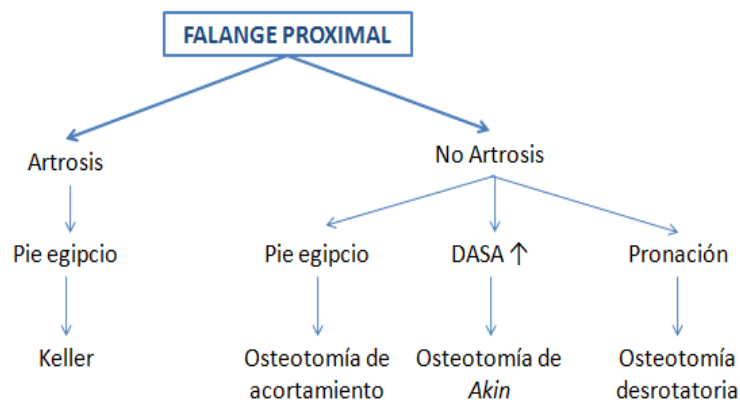 FALANGE PROXIMAL
Artrosis
No Artrosis
Pie egipcio
Pie egipcio
DASA ↑
Pronación
Keller
Osteotomía de
acortamiento
Osteotomía de
Akin
Osteotomía
desrotatoria